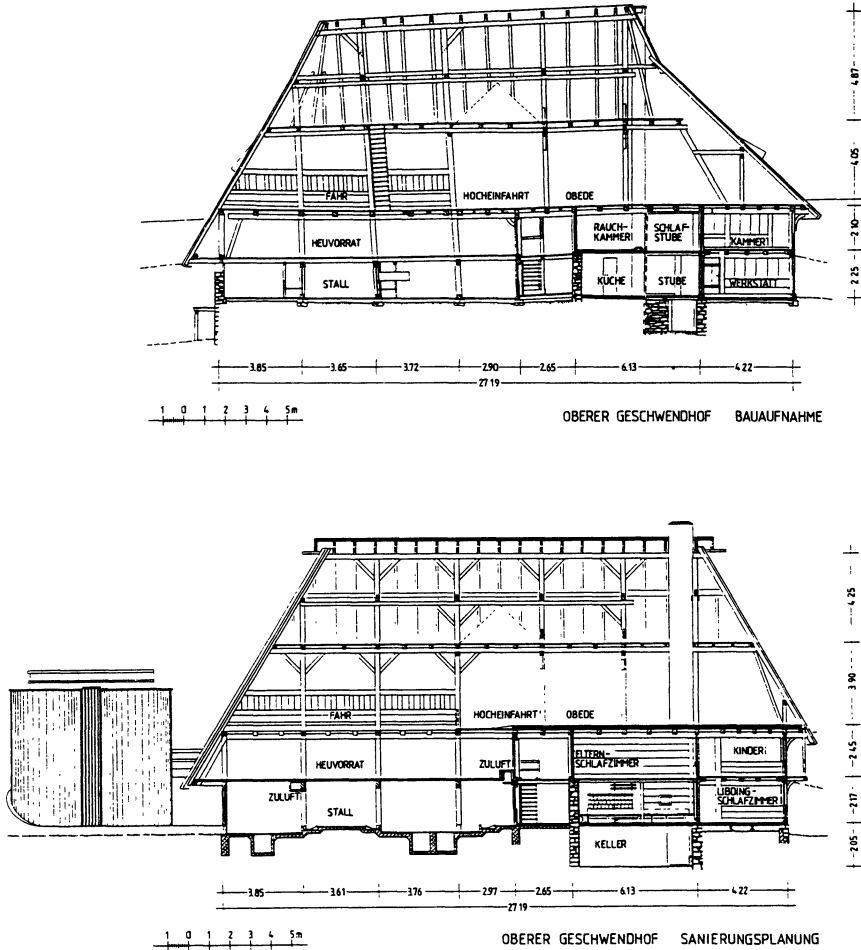 4.87
FAHR HOCHEINFAHRT OBEDE
4.05
RAUCH- SCHLAF-
KAMMER STUBE KAMMER
HEUVORRAT
2.10
STALL KÜCHE STUBE WERKSTATT
2.25
3.85 3.65 3.72 2.90 2.65 6.13 4.22
27.19
1 0 1 2 3 4 5m
OBERER GESCHWENDHOF BAUAUFNAHME
4.25
3.90
FAHR HOCHEINFAHRT OBEDE
ELTERN- KINDER
HEUVORRAT ZULUFT SCHLAFZIMMER
2.45
ZULUFT LIBDING-
SCHLAFZIMMER
STALL
2.17
KELLER
2.05
3.85 3.61 3.76 2.97 2.65 6.13 4.22
27.19
1 0 1 2 3 4 5m
OBERER GESCHWENDHOF SANIERUNGSPLANUNG